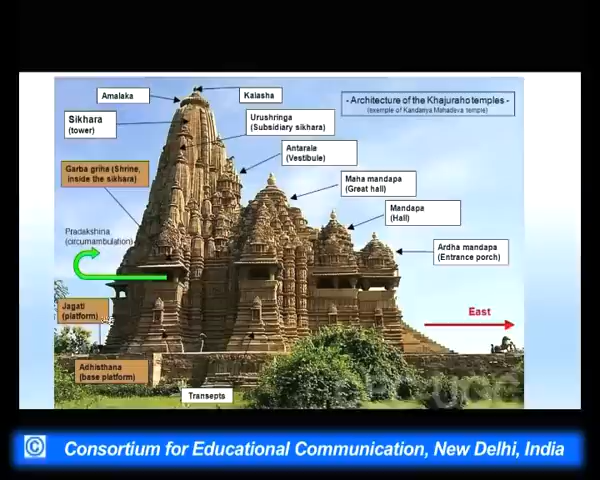 - Architecture of the Khajuraho temples -
(exemple of Kandariya Mahadeva temple)
Amalaka
Kalasha
Sikhara
(tower)
Urushringa
(Subsidiary sikhara)
Antarala
(Vestibule)
Garba griha (Shrine,
inside the sikhara)
Maha mandapa
(Great hall)
Mandapa
(Hall)
Pradakshina
(circumambulation)
Ardha mandapa
(Entrance porch)
Jagati
(platform)
East
Adhisthana
(base platform)
Transepts
© Consortium for Educational Communication, New Delhi, India